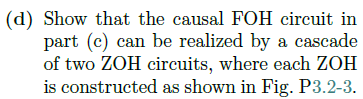 (d) Show that the causal FOH circuit in
part (c) can be realized by a cascade
of two ZOH circuits, where each ZOH
is constructed as shown in Fig. P3.2-3.